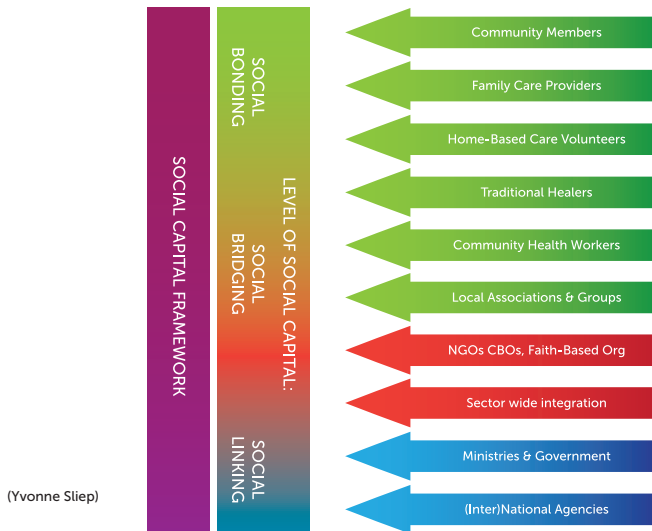 SOCIAL CAPITAL FRAMEWORK
LEVEL OF SOCIAL CAPITAL:
SOCIAL
BONDING
SOCIAL
BRIDGING
SOCIAL
LINKING
Community Members
Family Care Providers
Home-Based Care Volunteers
Traditional Healers
Community Health Workers
Local Associations & Groups
NGOs CBOs, Faith-Based Org
Sector wide integration
Ministries & Government
(Inter)National Agencies
(Yvonne Sliep)